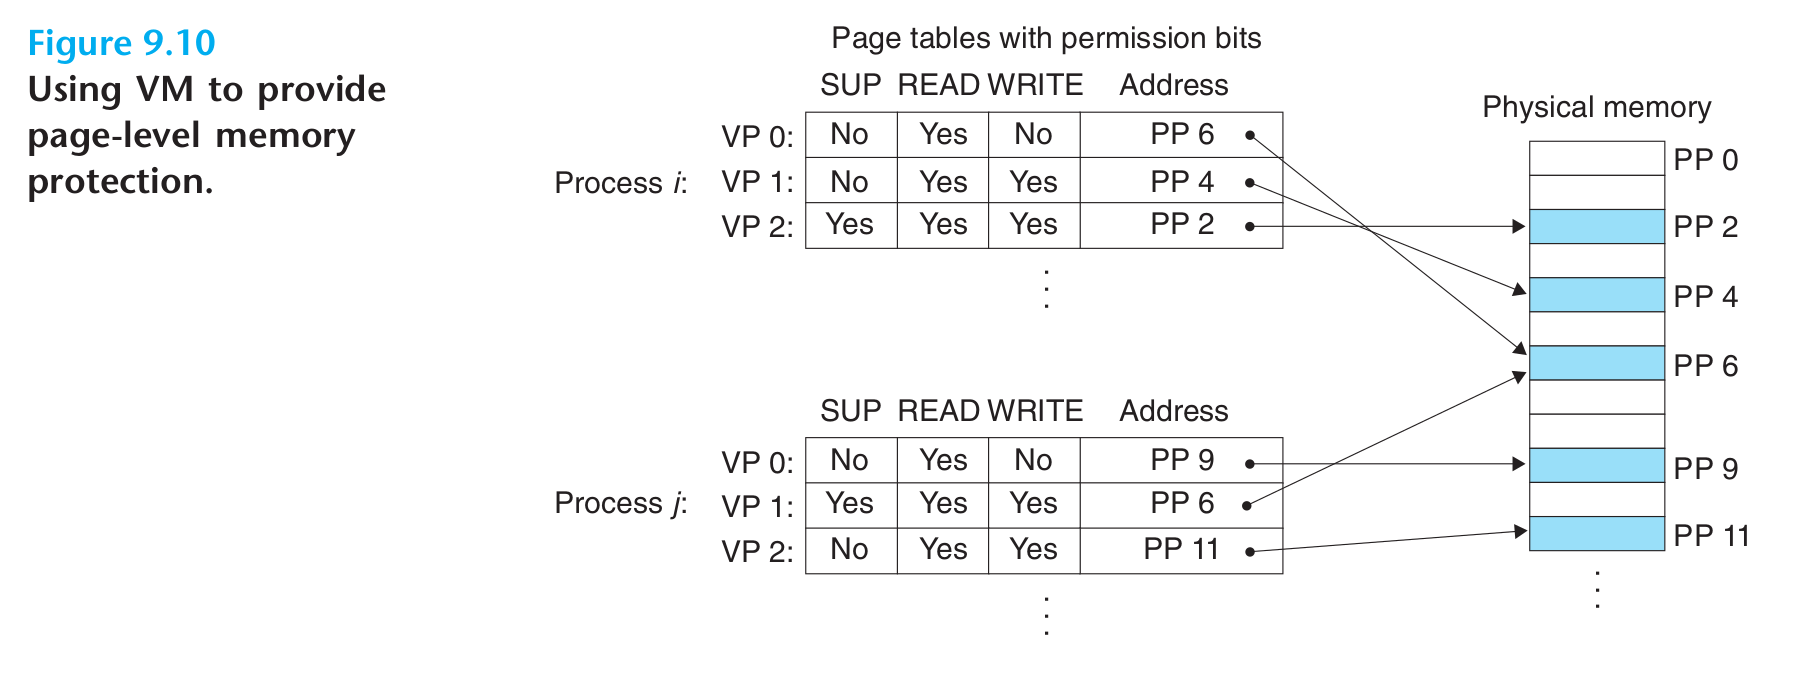 Figure 9.10
Using VM to provide
page-level memory
protection.
Page tables with permission bits
SUP READ WRITE Address
Process i:
VP 0: No Yes No PP 6
VP 1: No Yes Yes PP 4
VP 2: Yes Yes Yes PP 2
SUP READ WRITE Address
Process j:
VP 0: No Yes No PP 9
VP 1: Yes Yes Yes PP 6
VP 2: No Yes Yes PP 11
Physical memory
PP 0
PP 2
PP 4
PP 6
PP 9
PP 11